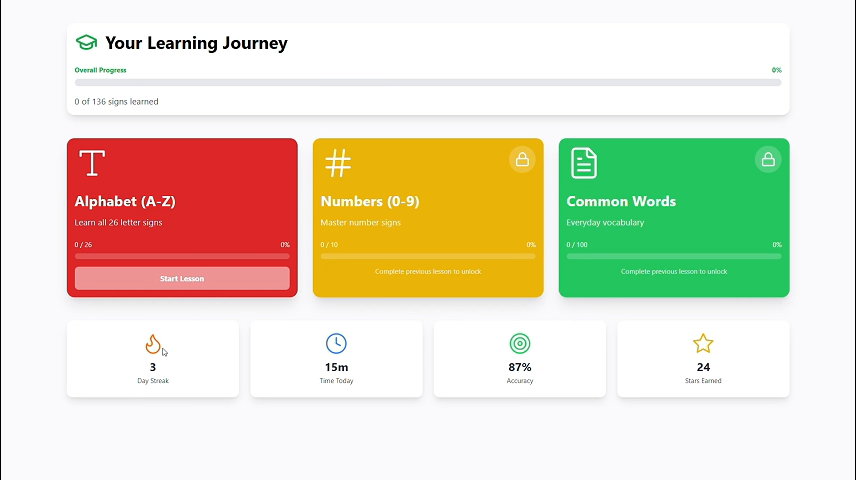 Your Learning Journey
Overall Progress 0%
0 of 136 signs learned
Alphabet (A-Z)
Learn all 26 letter signs
0 / 26 0%
Start Lesson
Numbers (0-9)
Master number signs
0 / 10 0%
Complete previous lesson to unlock
Common Words
Everyday vocabulary
0 / 100 0%
Complete previous lesson to unlock
3
Day Streak
15m
Time Today
87%
Accuracy
24
Stars Earned